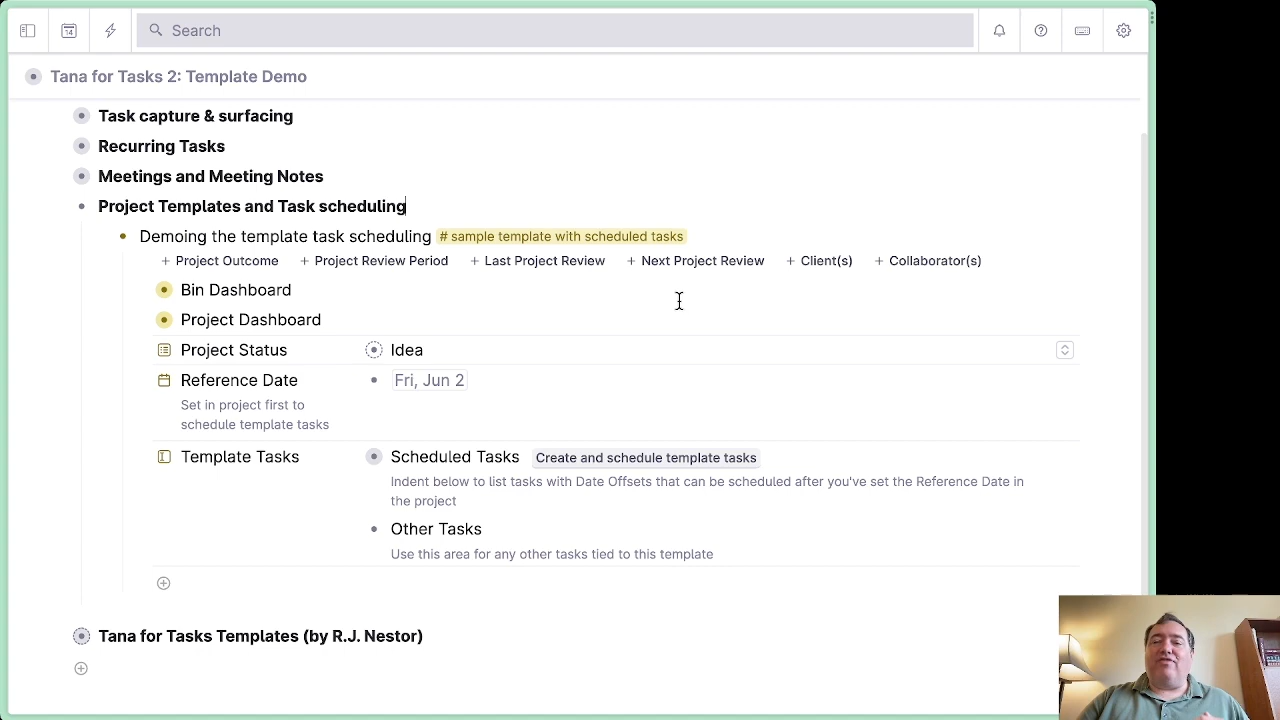 14
Search
Tana for Tasks 2: Template Demo
Task capture & surfacing
Recurring Tasks
Meetings and Meeting Notes
Project Templates and Task scheduling
Demoing the template task scheduling # sample template with scheduled tasks
+ Project Outcome + Project Review Period + Last Project Review + Next Project Review + Client(s) + Collaborator(s)
Bin Dashboard
Project Dashboard
Project Status Idea
Reference Date Fri, Jun 2
Set in project first to
schedule template tasks
Template Tasks Scheduled Tasks Create and schedule template tasks
Indent below to list tasks with Date Offsets that can be scheduled after you've set the Reference Date in
the project
Other Tasks
Use this area for any other tasks tied to this template
Tana for Tasks Templates (by R.J. Nestor)